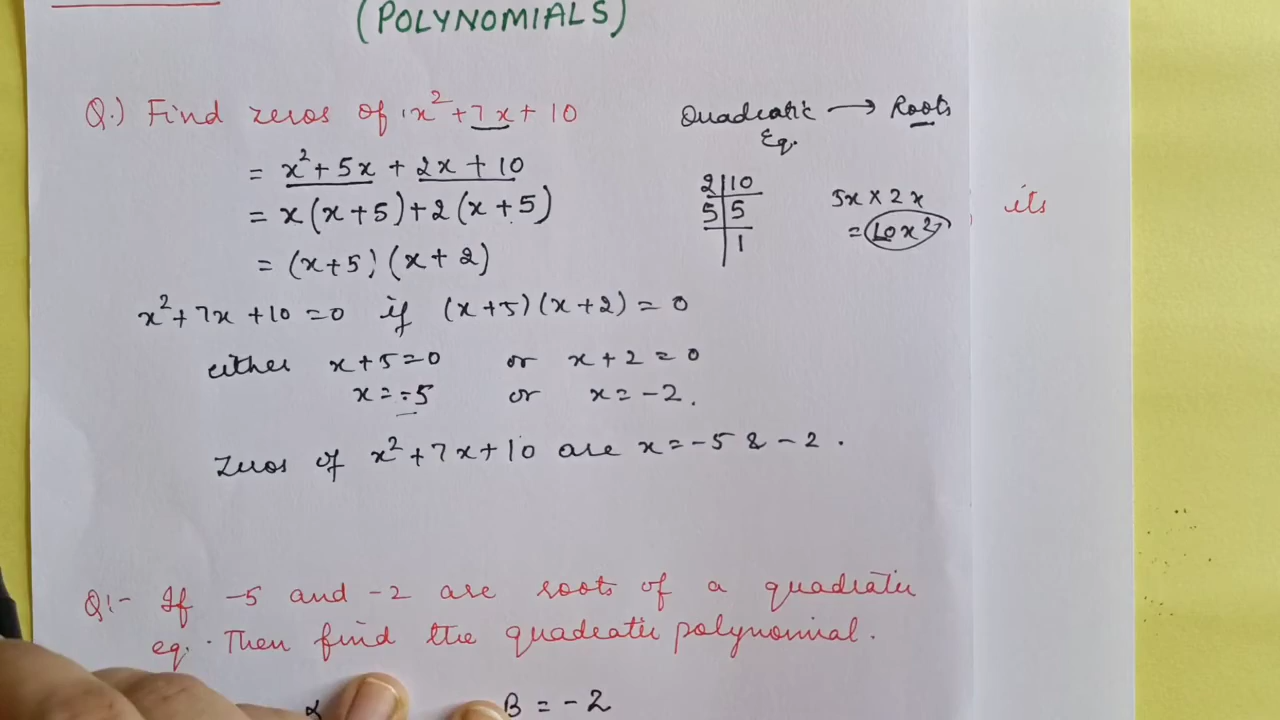 (POLYNOMIALS)
Q.) Find zeros of x² + 7x + 10
= x² + 5x + 2x + 10
= x(x+5)+2(x+5)
= (x+5)(x+2)
x²+7x+10=0 if (x+5)(x+2)=0
either x+5=0 or x+2=0
x=-5 or x=-2.
Zeros of x²+7x+10 are x=-5 & -2.
Quadratic → Roots
Eq.
2|10
5|5
|1
5x × 2x
= 10x²
its
Q:- If -5 and -2 are roots of a quadratic
eq. Then find the quadratic polynomial.
B = -2